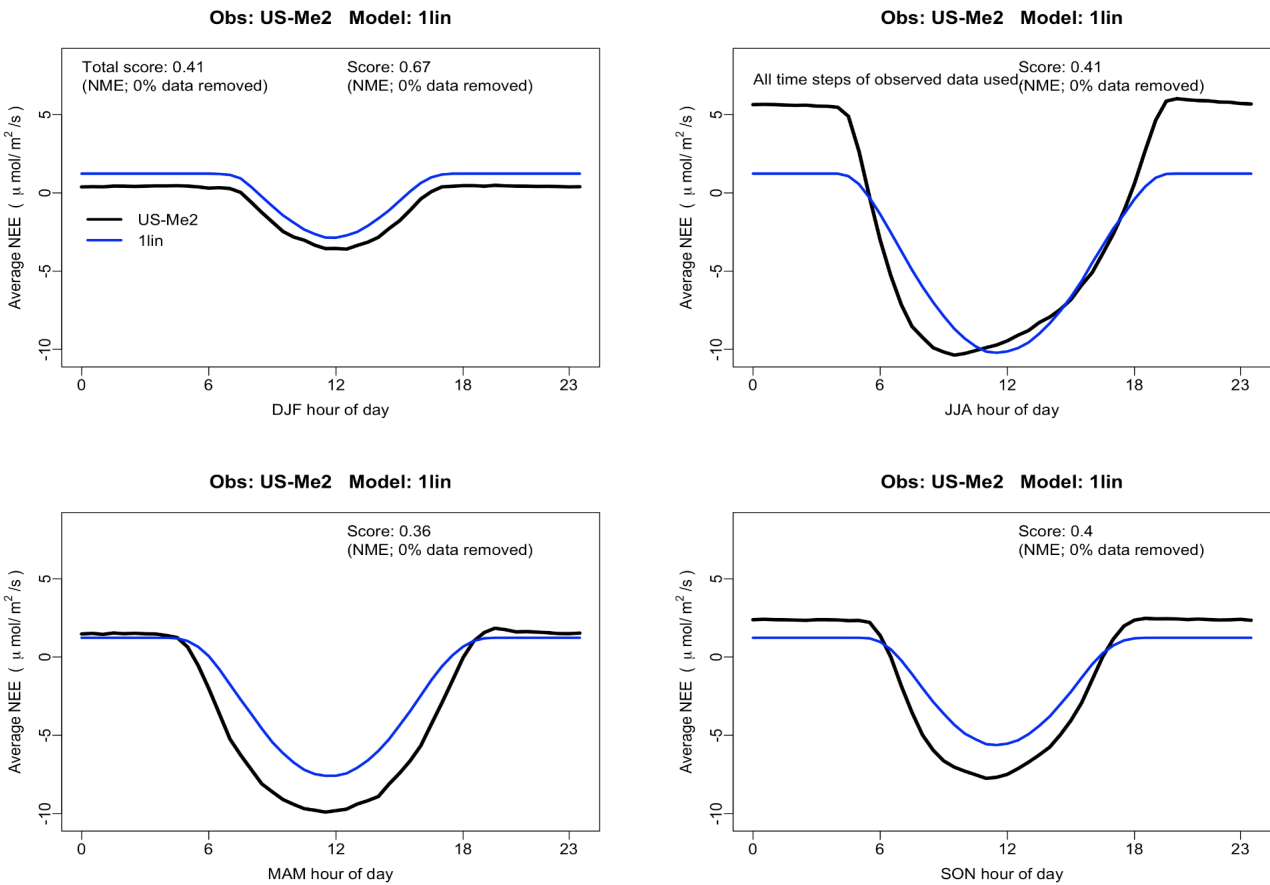 Obs: US-Me2 Model: 1lin
Total score: 0.41
(NME; 0% data removed)
Score: 0.67
(NME; 0% data removed)
Average NEE ( μ mol/ m² /s )
5
0
-5
-10
US-Me2
1lin
0 6 12 18 23
DJF hour of day
Obs: US-Me2 Model: 1lin
All time steps of observed data used
Score: 0.41
(NME; 0% data removed)
Average NEE ( μ mol/ m² /s )
5
0
-5
-10
0 6 12 18 23
JJA hour of day
Obs: US-Me2 Model: 1lin
Score: 0.36
(NME; 0% data removed)
Average NEE ( μ mol/ m² /s )
5
0
-5
-10
0 6 12 18 23
MAM hour of day
Obs: US-Me2 Model: 1lin
Score: 0.4
(NME; 0% data removed)
Average NEE ( μ mol/ m² /s )
5
0
-5
-10
0 6 12 18 23
SON hour of day